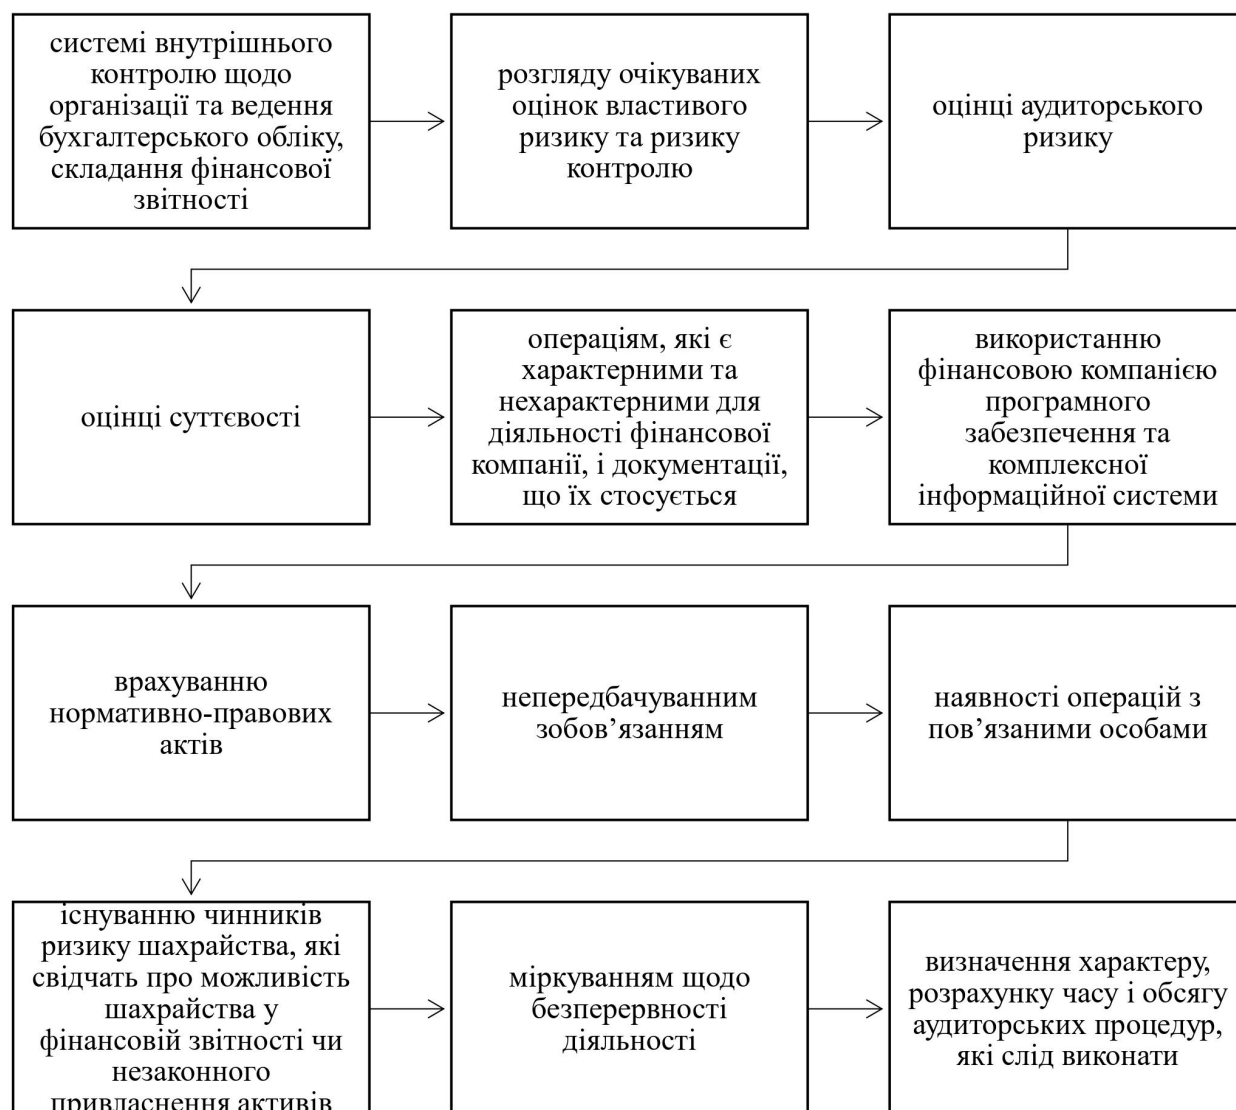 системі внутрішнього
контролю щодо
організації та ведення
бухгалтерського обліку,
складання фінансової
звітності
розгляду очікуваних
оцінок властивого
ризику та ризику
контролю
оцінці аудиторського
ризику
оцінці суттєвості
операціям, які є
характерними та
нехарактерними для
діяльності фінансової
компанії, і документації,
що їх стосується
використанню
фінансовою компанією
програмного
забезпечення та
комплексної
інформаційної системи
врахуванню
нормативно-правових
актів
непередбачуванним
зобов’язанням
наявності операцій з
пов’язаними особами
існуванню чинників
ризику шахрайства, які
свідчать про можливість
шахрайства у
фінансовій звітності чи
незаконного
привласнення активів
міркуванням щодо
безперервності
діяльності
визначення характеру,
розрахунку часу і обсягу
аудиторських процедур,
які слід виконати